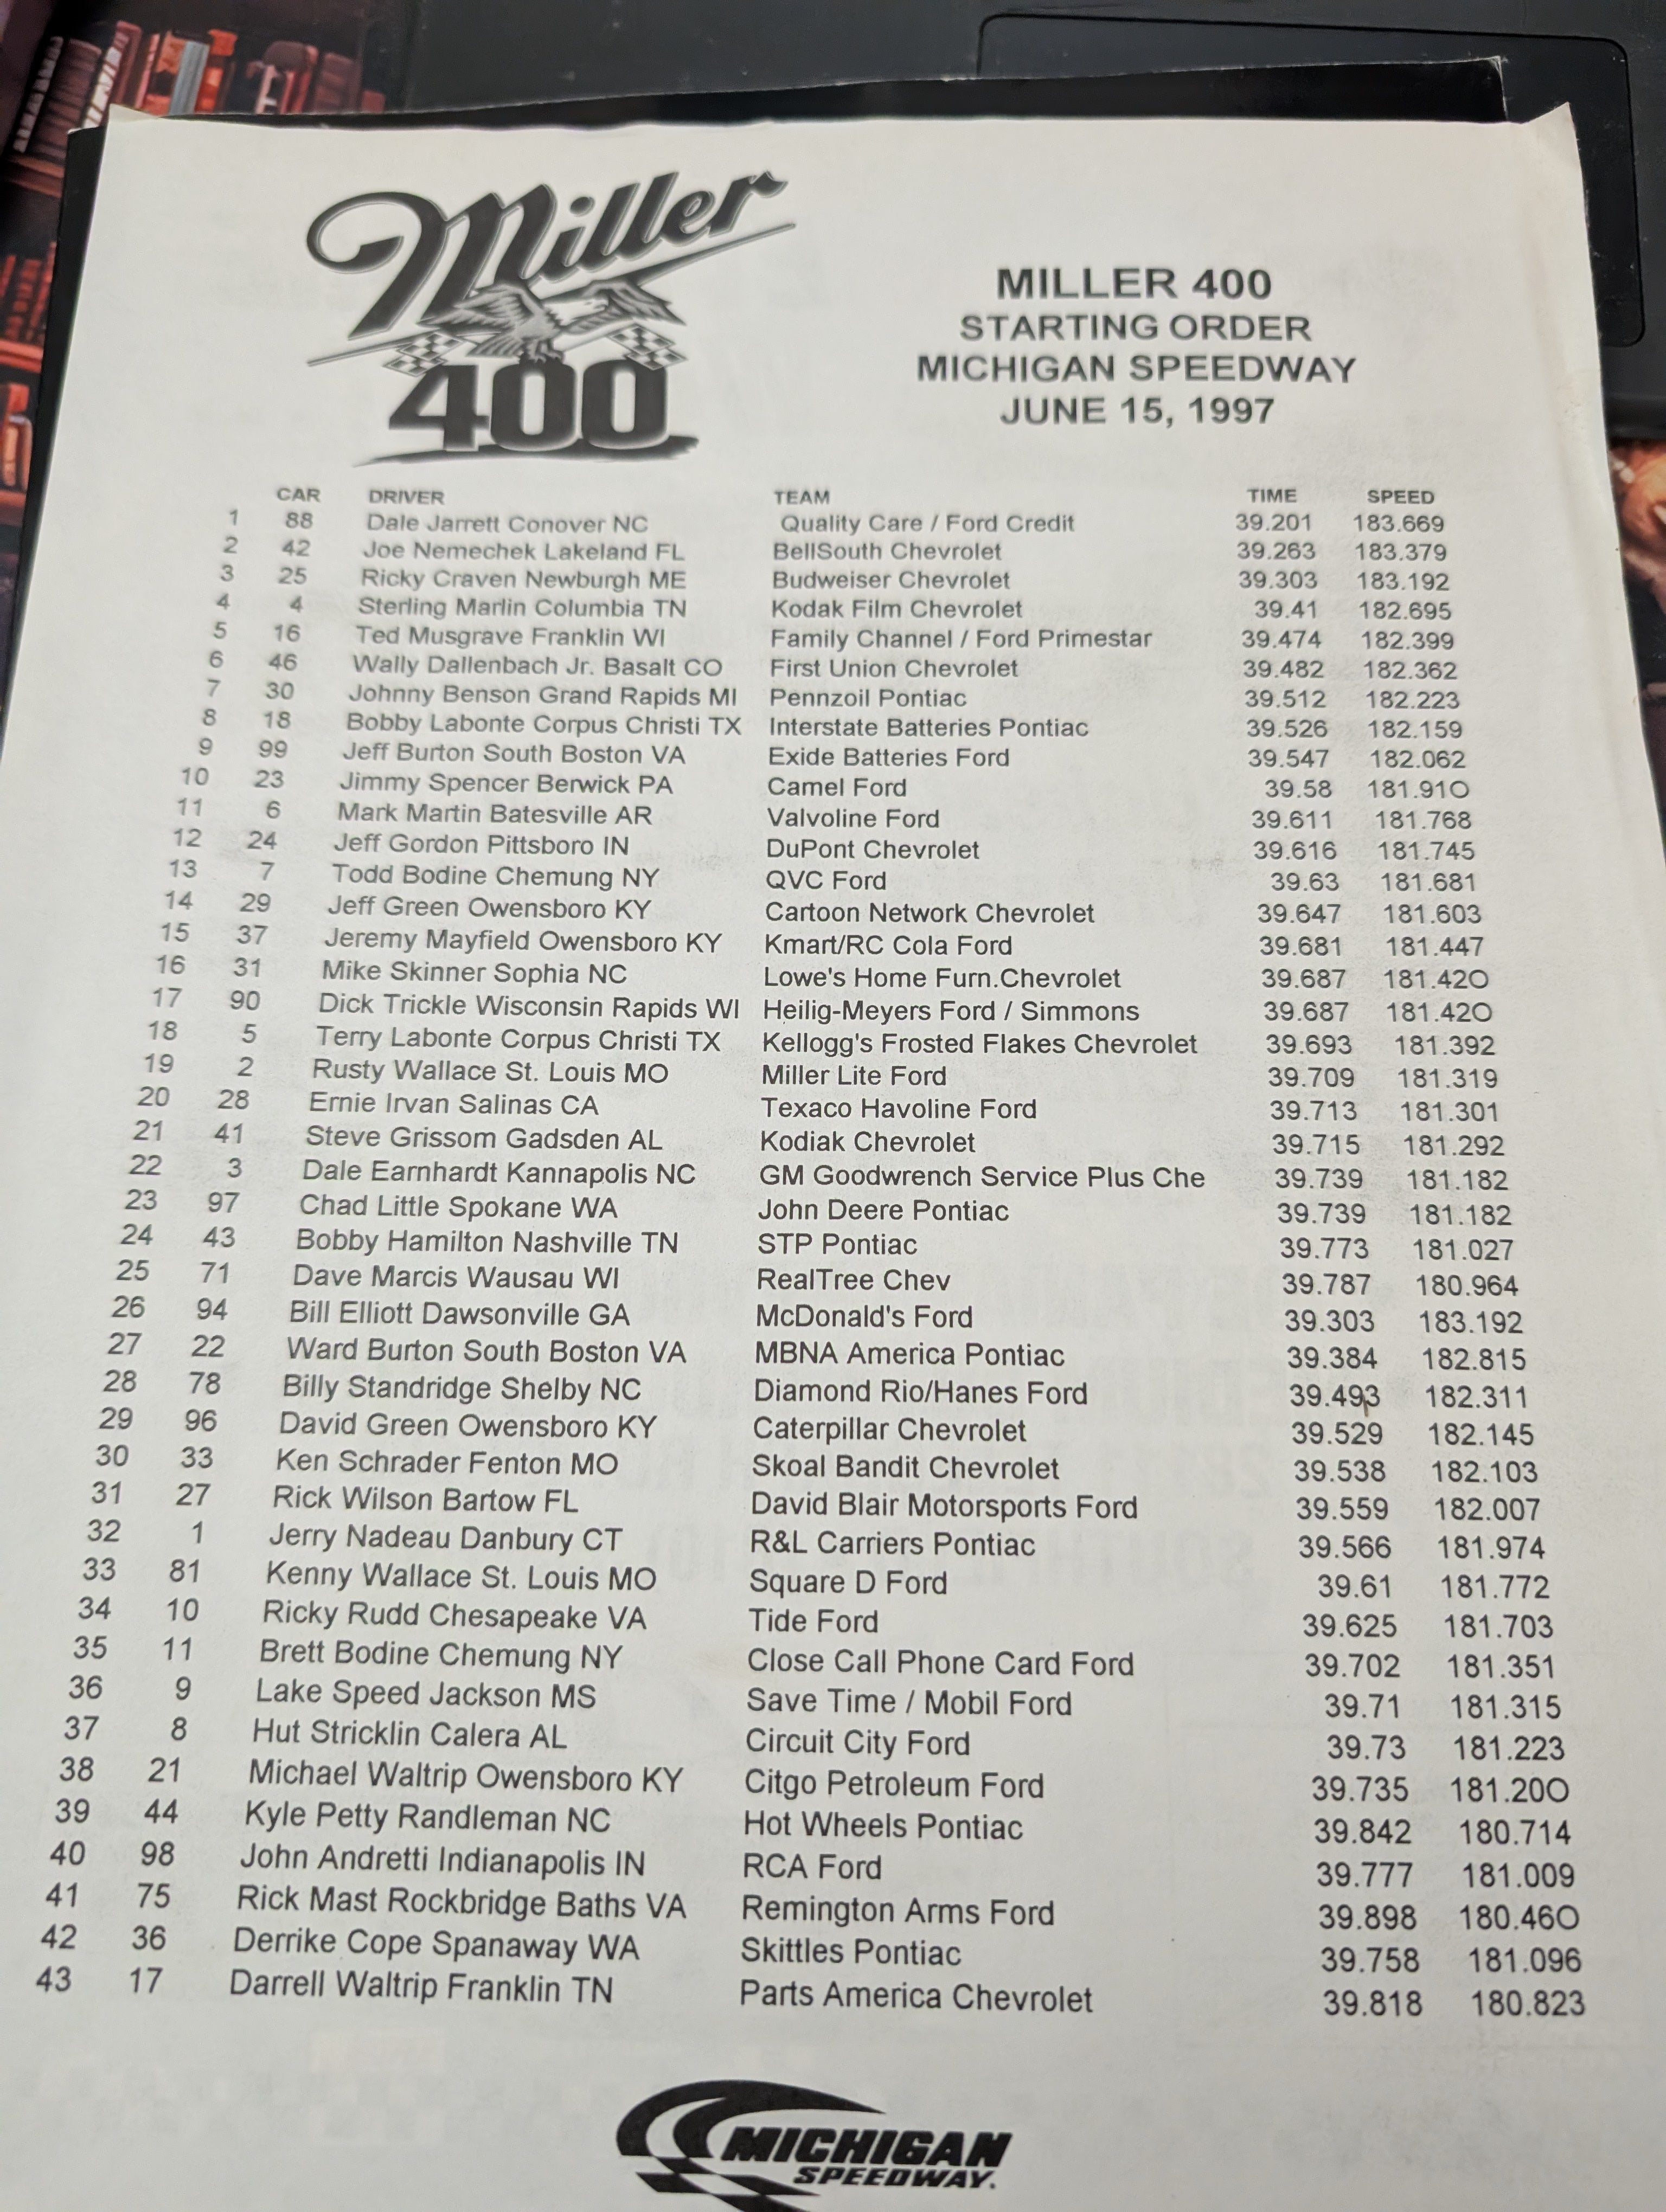 Miller
400
MILLER 400
STARTING ORDER
MICHIGAN SPEEDWAY
JUNE 15, 1997
CAR DRIVER TEAM TIME SPEED
1 88 Dale Jarrett Conover NC Quality Care / Ford Credit 39.201 183.669
2 42 Joe Nemechek Lakeland FL BellSouth Chevrolet 39.263 183.379
3 25 Ricky Craven Newburgh ME Budweiser Chevrolet 39.303 183.192
4 4 Sterling Marlin Columbia TN Kodak Film Chevrolet 39.41 182.695
5 16 Ted Musgrave Franklin WI Family Channel / Ford Primestar 39.474 182.399
6 46 Wally Dallenbach Jr. Basalt CO First Union Chevrolet 39.482 182.362
7 30 Johnny Benson Grand Rapids MI Pennzoil Pontiac 39.512 182.223
8 18 Bobby Labonte Corpus Christi TX Interstate Batteries Pontiac 39.526 182.159
9 99 Jeff Burton South Boston VA Exide Batteries Ford 39.547 182.062
10 23 Jimmy Spencer Berwick PA Camel Ford 39.58 181.910
11 6 Mark Martin Batesville AR Valvoline Ford 39.611 181.768
12 24 Jeff Gordon Pittsboro IN DuPont Chevrolet 39.616 181.745
13 7 Todd Bodine Chemung NY QVC Ford 39.63 181.681
14 29 Jeff Green Owensboro KY Cartoon Network Chevrolet 39.647 181.603
15 37 Jeremy Mayfield Owensboro KY Kmart/RC Cola Ford 39.681 181.447
16 31 Mike Skinner Sophia NC Lowe's Home Furn.Chevrolet 39.687 181.420
17 90 Dick Trickle Wisconsin Rapids WI Heilig-Meyers Ford / Simmons 39.687 181.420
18 5 Terry Labonte Corpus Christi TX Kellogg's Frosted Flakes Chevrolet 39.693 181.392
19 2 Rusty Wallace St. Louis MO Miller Lite Ford 39.709 181.319
20 28 Ernie Irvan Salinas CA Texaco Havoline Ford 39.713 181.301
21 41 Steve Grissom Gadsden AL Kodiak Chevrolet 39.715 181.292
22 3 Dale Earnhardt Kannapolis NC GM Goodwrench Service Plus Che 39.739 181.182
23 97 Chad Little Spokane WA John Deere Pontiac 39.739 181.182
24 43 Bobby Hamilton Nashville TN STP Pontiac 39.773 181.027
25 71 Dave Marcis Wausau WI RealTree Chev 39.787 180.964
26 94 Bill Elliott Dawsonville GA McDonald's Ford 39.303 183.192
27 22 Ward Burton South Boston VA MBNA America Pontiac 39.384 182.815
28 78 Billy Standridge Shelby NC Diamond Rio/Hanes Ford 39.493 182.311
29 96 David Green Owensboro KY Caterpillar Chevrolet 39.529 182.145
30 33 Ken Schrader Fenton MO Skoal Bandit Chevrolet 39.538 182.103
31 27 Rick Wilson Bartow FL David Blair Motorsports Ford 39.559 182.007
32 1 Jerry Nadeau Danbury CT R&L Carriers Pontiac 39.566 181.974
33 81 Kenny Wallace St. Louis MO Square D Ford 39.61 181.772
34 10 Ricky Rudd Chesapeake VA Tide Ford 39.625 181.703
35 11 Brett Bodine Chemung NY Close Call Phone Card Ford 39.702 181.351
36 9 Lake Speed Jackson MS Save Time / Mobil Ford 39.71 181.315
37 8 Hut Stricklin Calera AL Circuit City Ford 39.73 181.223
38 21 Michael Waltrip Owensboro KY Citgo Petroleum Ford 39.735 181.200
39 44 Kyle Petty Randleman NC Hot Wheels Pontiac 39.842 180.714
40 98 John Andretti Indianapolis IN RCA Ford 39.777 181.009
41 75 Rick Mast Rockbridge Baths VA Remington Arms Ford 39.898 180.460
42 36 Derrike Cope Spanaway WA Skittles Pontiac 39.758 181.096
43 17 Darrell Waltrip Franklin TN Parts America Chevrolet 39.818 180.823
MICHIGAN
SPEEDWAY.